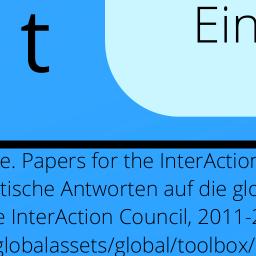 t
Ein
e. Papers for the InterAction
tische Antworten auf die glo
e InterAction Council, 2011-2
globalassets/global/toolbox/